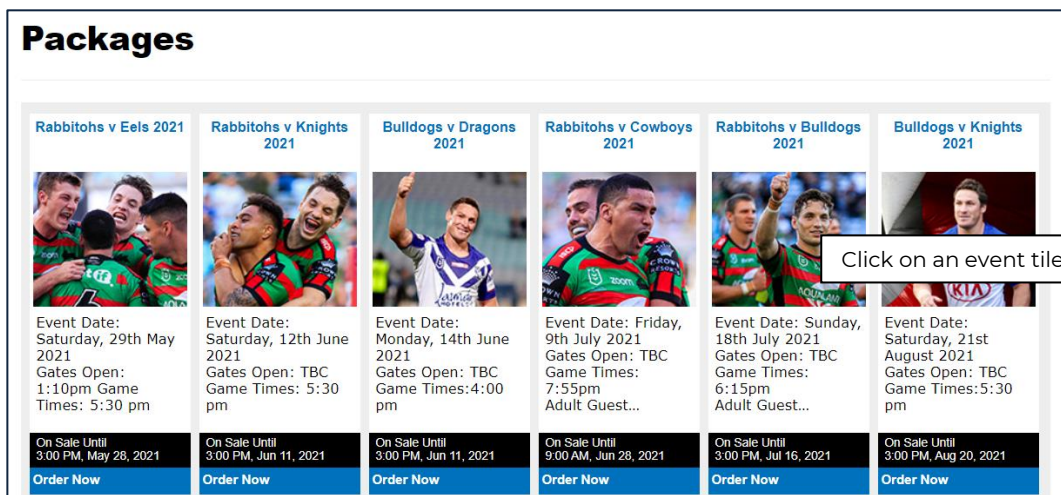 Packages
Rabbitohs v Eels 2021
Event Date:
Saturday, 29th May
2021
Gates Open:
1:10pm Game
Times: 5:30 pm
On Sale Until
3:00 PM, May 28, 2021
Order Now
Rabbitohs v Knights
2021
Event Date:
Saturday, 12th June
2021
Gates Open: TBC
Game Times: 5:30
pm
On Sale Until
3:00 PM, Jun 11, 2021
Order Now
Bulldogs v Dragons
2021
Event Date:
Monday, 14th June
2021
Gates Open: TBC
Game Times:4:00
pm
On Sale Until
3:00 PM, Jun 11, 2021
Order Now
Rabbitohs v Cowboys
2021
zoom
Event Date: Friday,
9th July 2021
Gates Open: TBC
Game Times:
7:55pm
Adult Guest...
On Sale Until
9:00 AM, Jun 28, 2021
Order Now
Rabbitohs v Bulldogs
2021
Event Date: Sunday,
18th July 2021
Gates Open: TBC
Game Times:
6:15pm
Adult Guest...
On Sale Until
3:00 PM, Jul 16, 2021
Order Now
Bulldogs v Knights
2021
Click on an event tile
KIA
Event Date:
Saturday, 21st
August 2021
Gates Open: TBC
Game Times:5:30
pm
On Sale Until
3:00 PM, Aug 20, 2021
Order Now